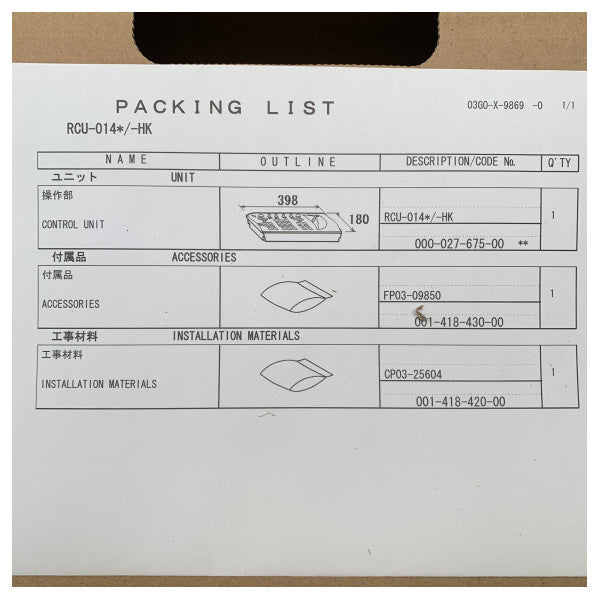 PACKING LIST
03GO-X-9869 -0 1/1
RCU-014*/-HK
NAME OUTLINE DESCRIPTION/CODE No. Q'TY
ユニット UNIT
操作部
CONTROL UNIT
398
180
RCU-014*/-HK
000-027-675-00 **
1
付属品 ACCESSORIES
付属品
ACCESSORIES
FP03-09850
001-418-430-00
1
工事材料 INSTALLATION MATERIALS
工事材料
INSTALLATION MATERIALS
CP03-25604
001-418-420-00
1